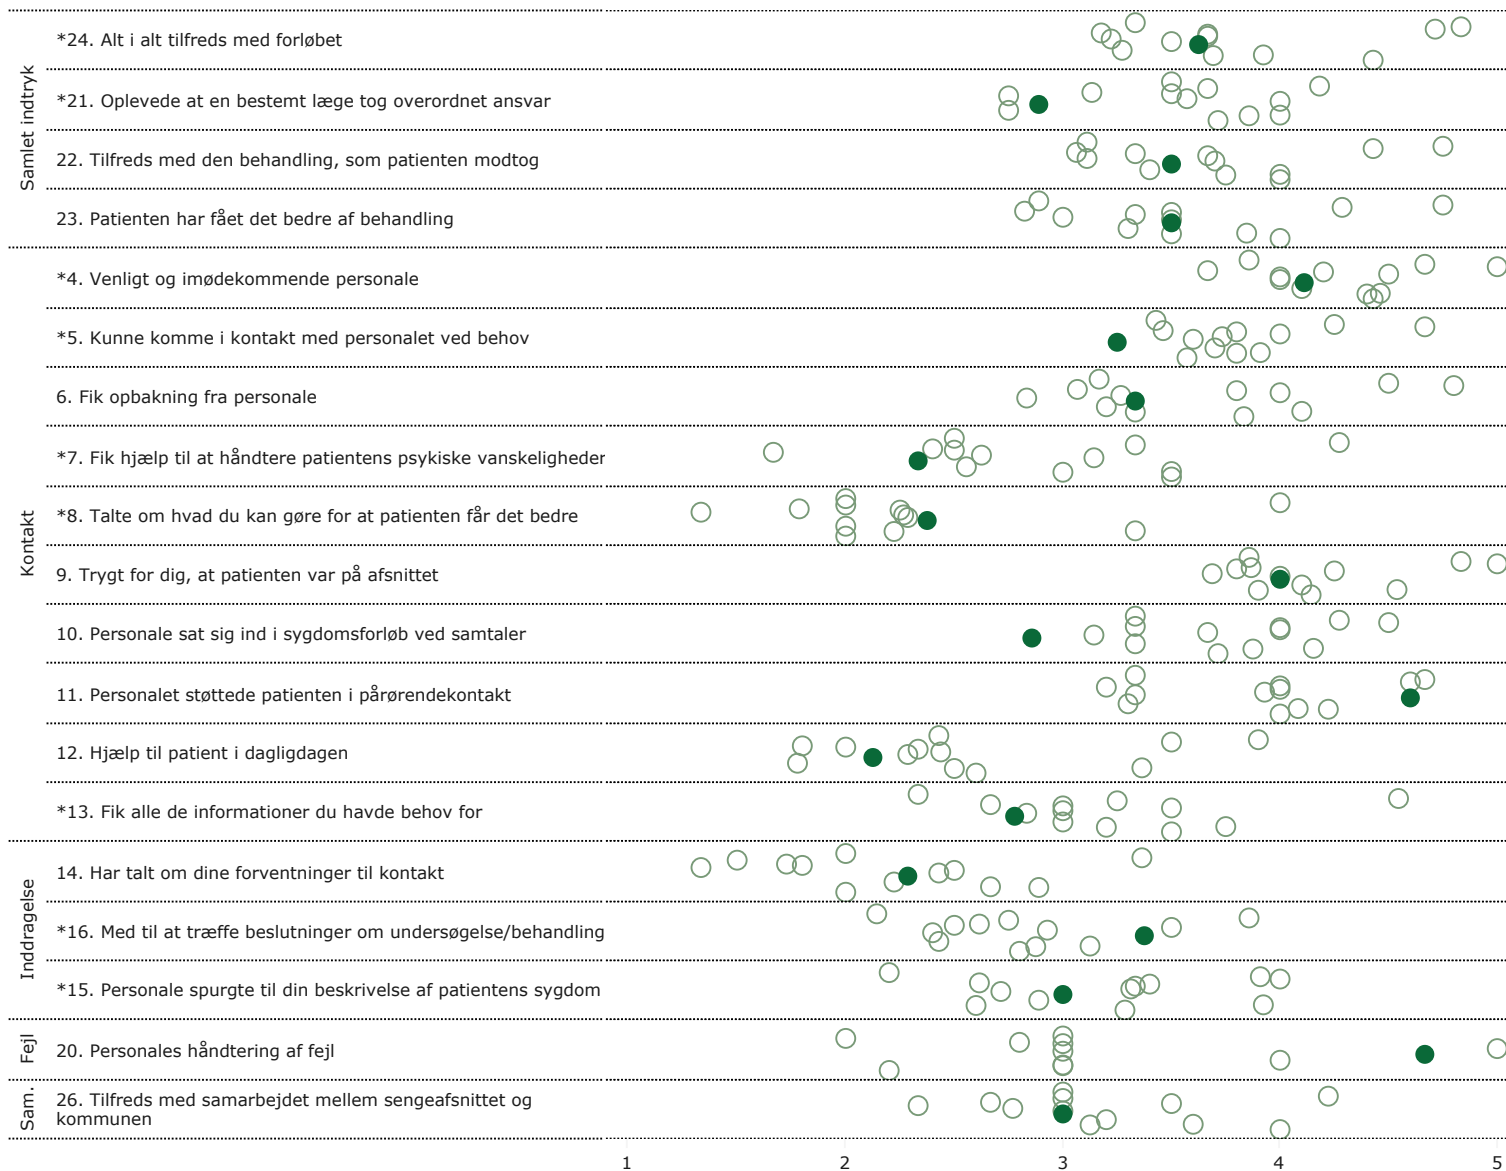 Samlet indtryk
*24. Alt i alt tilfreds med forløbet
*21. Oplevede at en bestemt læge tog overordnet ansvar
22. Tilfreds med den behandling, som patienten modtog
23. Patienten har fået det bedre af behandling
Kontakt
*4. Venligt og imødekommende personale
*5. Kunne komme i kontakt med personalet ved behov
6. Fik opbakning fra personale
*7. Fik hjælp til at håndtere patientens psykiske vanskeligheder
*8. Talte om hvad du kan gøre for at patienten får det bedre
9. Trygt for dig, at patienten var på afsnittet
10. Personale sat sig ind i sygdomsforløb ved samtaler
11. Personalet støttede patienten i pårørendekontakt
12. Hjælp til patient i dagligdagen
*13. Fik alle de informationer du havde behov for
Inddragelse
14. Har talt om dine forventninger til kontakt
*16. Med til at træffe beslutninger om undersøgelse/behandling
*15. Personale spurgte til din beskrivelse af patientens sygdom
Fejl
20. Personales håndtering af fejl
Sam.
26. Tilfreds med samarbejdet mellem sengeafsnittet og
kommunen
1 2 3 4 5